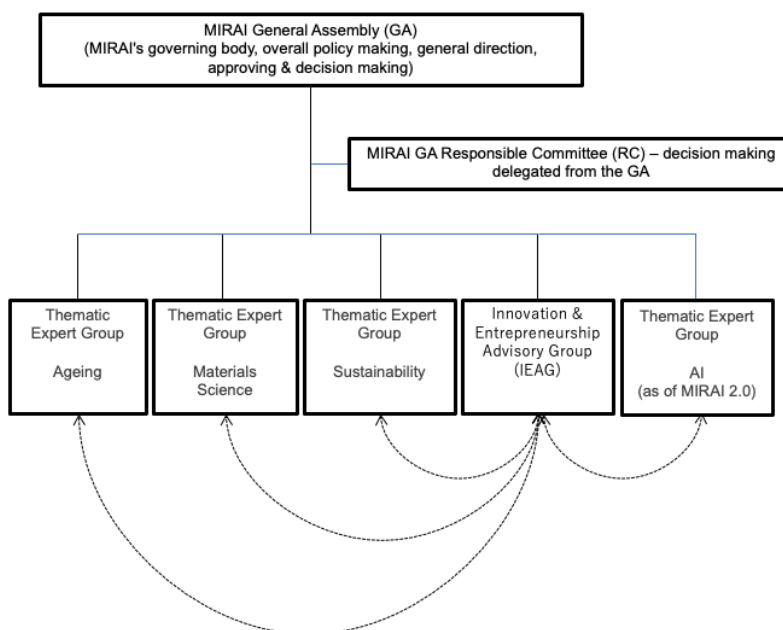 MIRAI General Assembly (GA)
(MIRAI's governing body, overall policy making, general direction,
approving & decision making)
MIRAI GA Responsible Committee (RC) – decision making
delegated from the GA
Thematic
Expert Group
Ageing
Thematic Expert
Group
Materials
Science
Thematic Expert
Group
Sustainability
Innovation &
Entrepreneurship
Advisory Group
(IEAG)
Thematic Expert
Group
AI
(as of MIRAI 2.0)